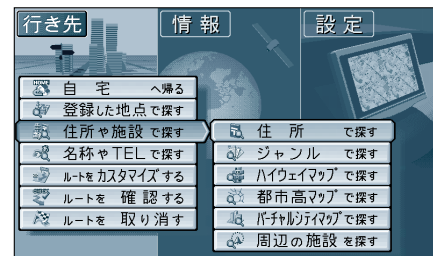 行き先
情報
設定
自宅へ帰る
登録した地点で探す
住所や施設で探す
名称やTELで探す
ルートをカスタマイズする
ルートを確認する
ルートを取り消す
住所で探す
ジャンルで探す
ハイウェイマップで探す
都市高マップで探す
バーチャルシティマップで探す
周辺の施設を探す